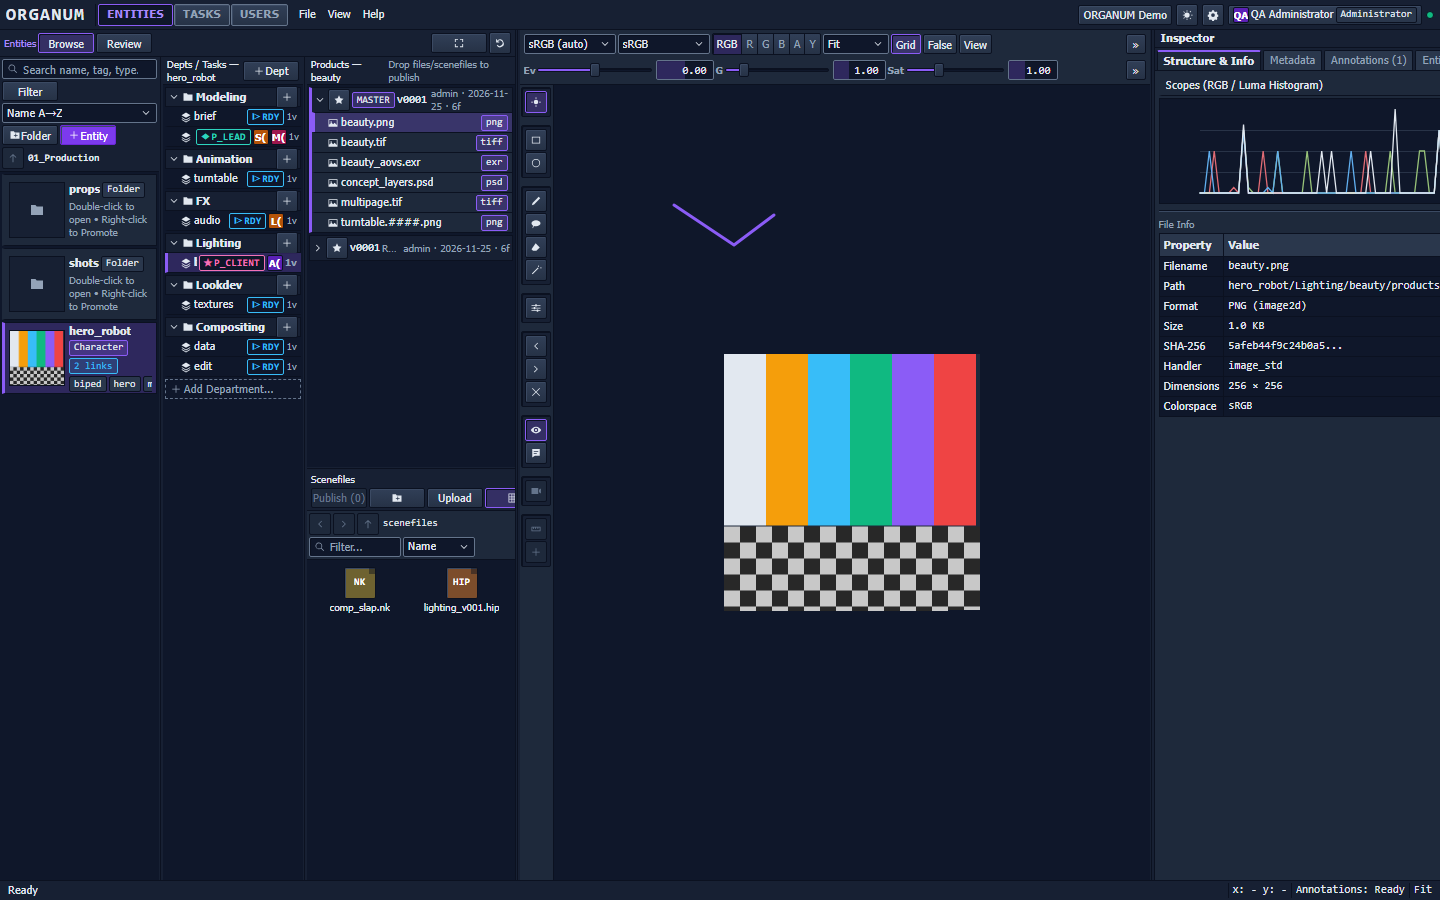 ORGANUM ENTITIES TASKS USERS File View Help
ORGANUM Demo QA QA Administrator Administrator
Entities Browse Review
Search name, tag, type.
Filter
Name A→Z
Folder + Entity
01_Production
props Folder
Double-click to
open • Right-click
to Promote
shots Folder
Double-click to
open • Right-click
to Promote
hero_robot
Character
2 links
biped hero
Depts / Tasks —
hero_robot
+ Dept
Modeling
brief RDY 1v
P_LEAD S( M( 1v
Animation
turntable RDY 1v
FX
audio RDY L( 1v
Lighting
P_CLIENT A( 1v
Lookdev
textures RDY 1v
Compositing
data RDY 1v
edit RDY 1v
+ Add Department...
Products —
beauty
Drop files/scenefiles to
publish
MASTER v0001 admin · 2026-11-
25 · 6f
beauty.png png
beauty.tif tiff
beauty_aovs.exr exr
concept_layers.psd psd
multipage.tif tiff
turntable.####.png png
v0001 R... admin · 2026-11-25 · 6f
Scenefiles
Publish (0) Upload
scenefiles
Filter... Name
NK
comp_slap.nk
HIP
lighting_v001.hip
sRGB (auto) sRGB RGB R G B A Y Fit Grid False View »
Ev 0.00 G 1.00 Sat 1.00 »
Inspector
Structure & Info Metadata Annotations (1) Enti
Scopes (RGB / Luma Histogram)
File Info
Property Value
Filename beauty.png
Path hero_robot/Lighting/beauty/products
Format PNG (image2d)
Size 1.0 KB
SHA-256 5afeb44f9c24b0a5...
Handler image_std
Dimensions 256 × 256
Colorspace sRGB
Ready
x: - y: - Annotations: Ready Fit